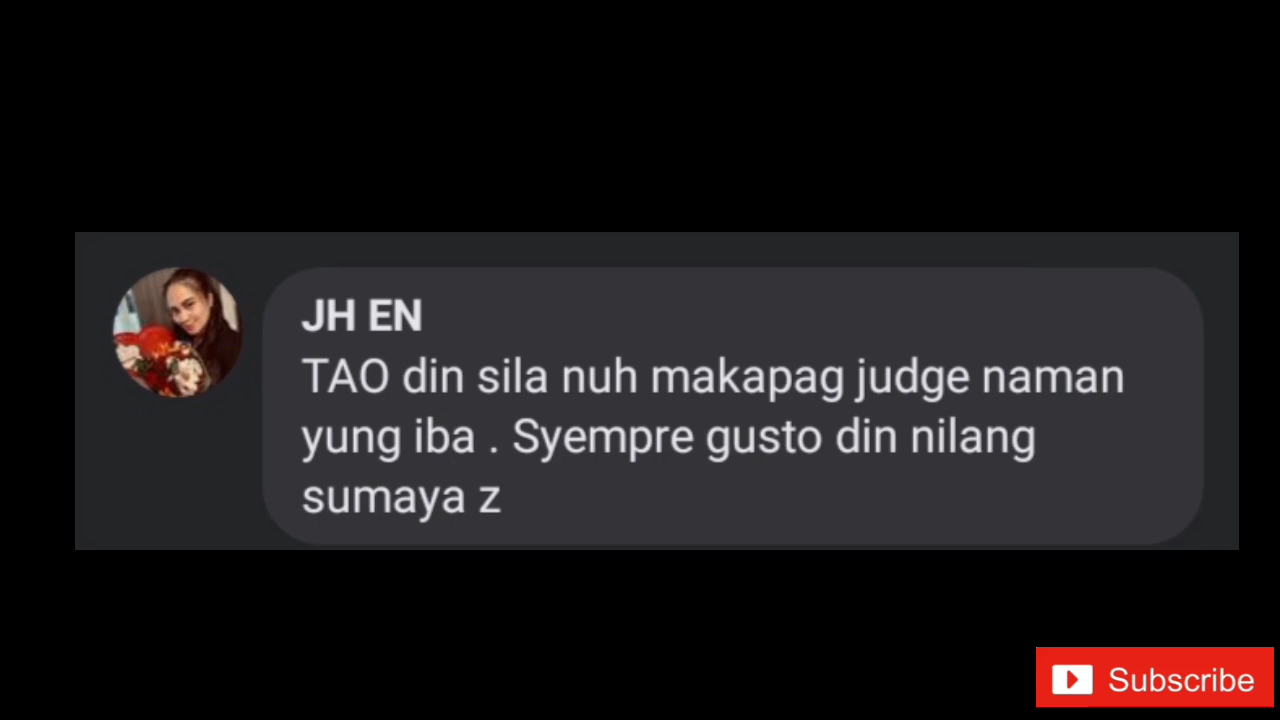 JH EN
TAO din sila nuh makapag judge naman
yung iba . Syempre gusto din nilang
sumaya z
Subscribe